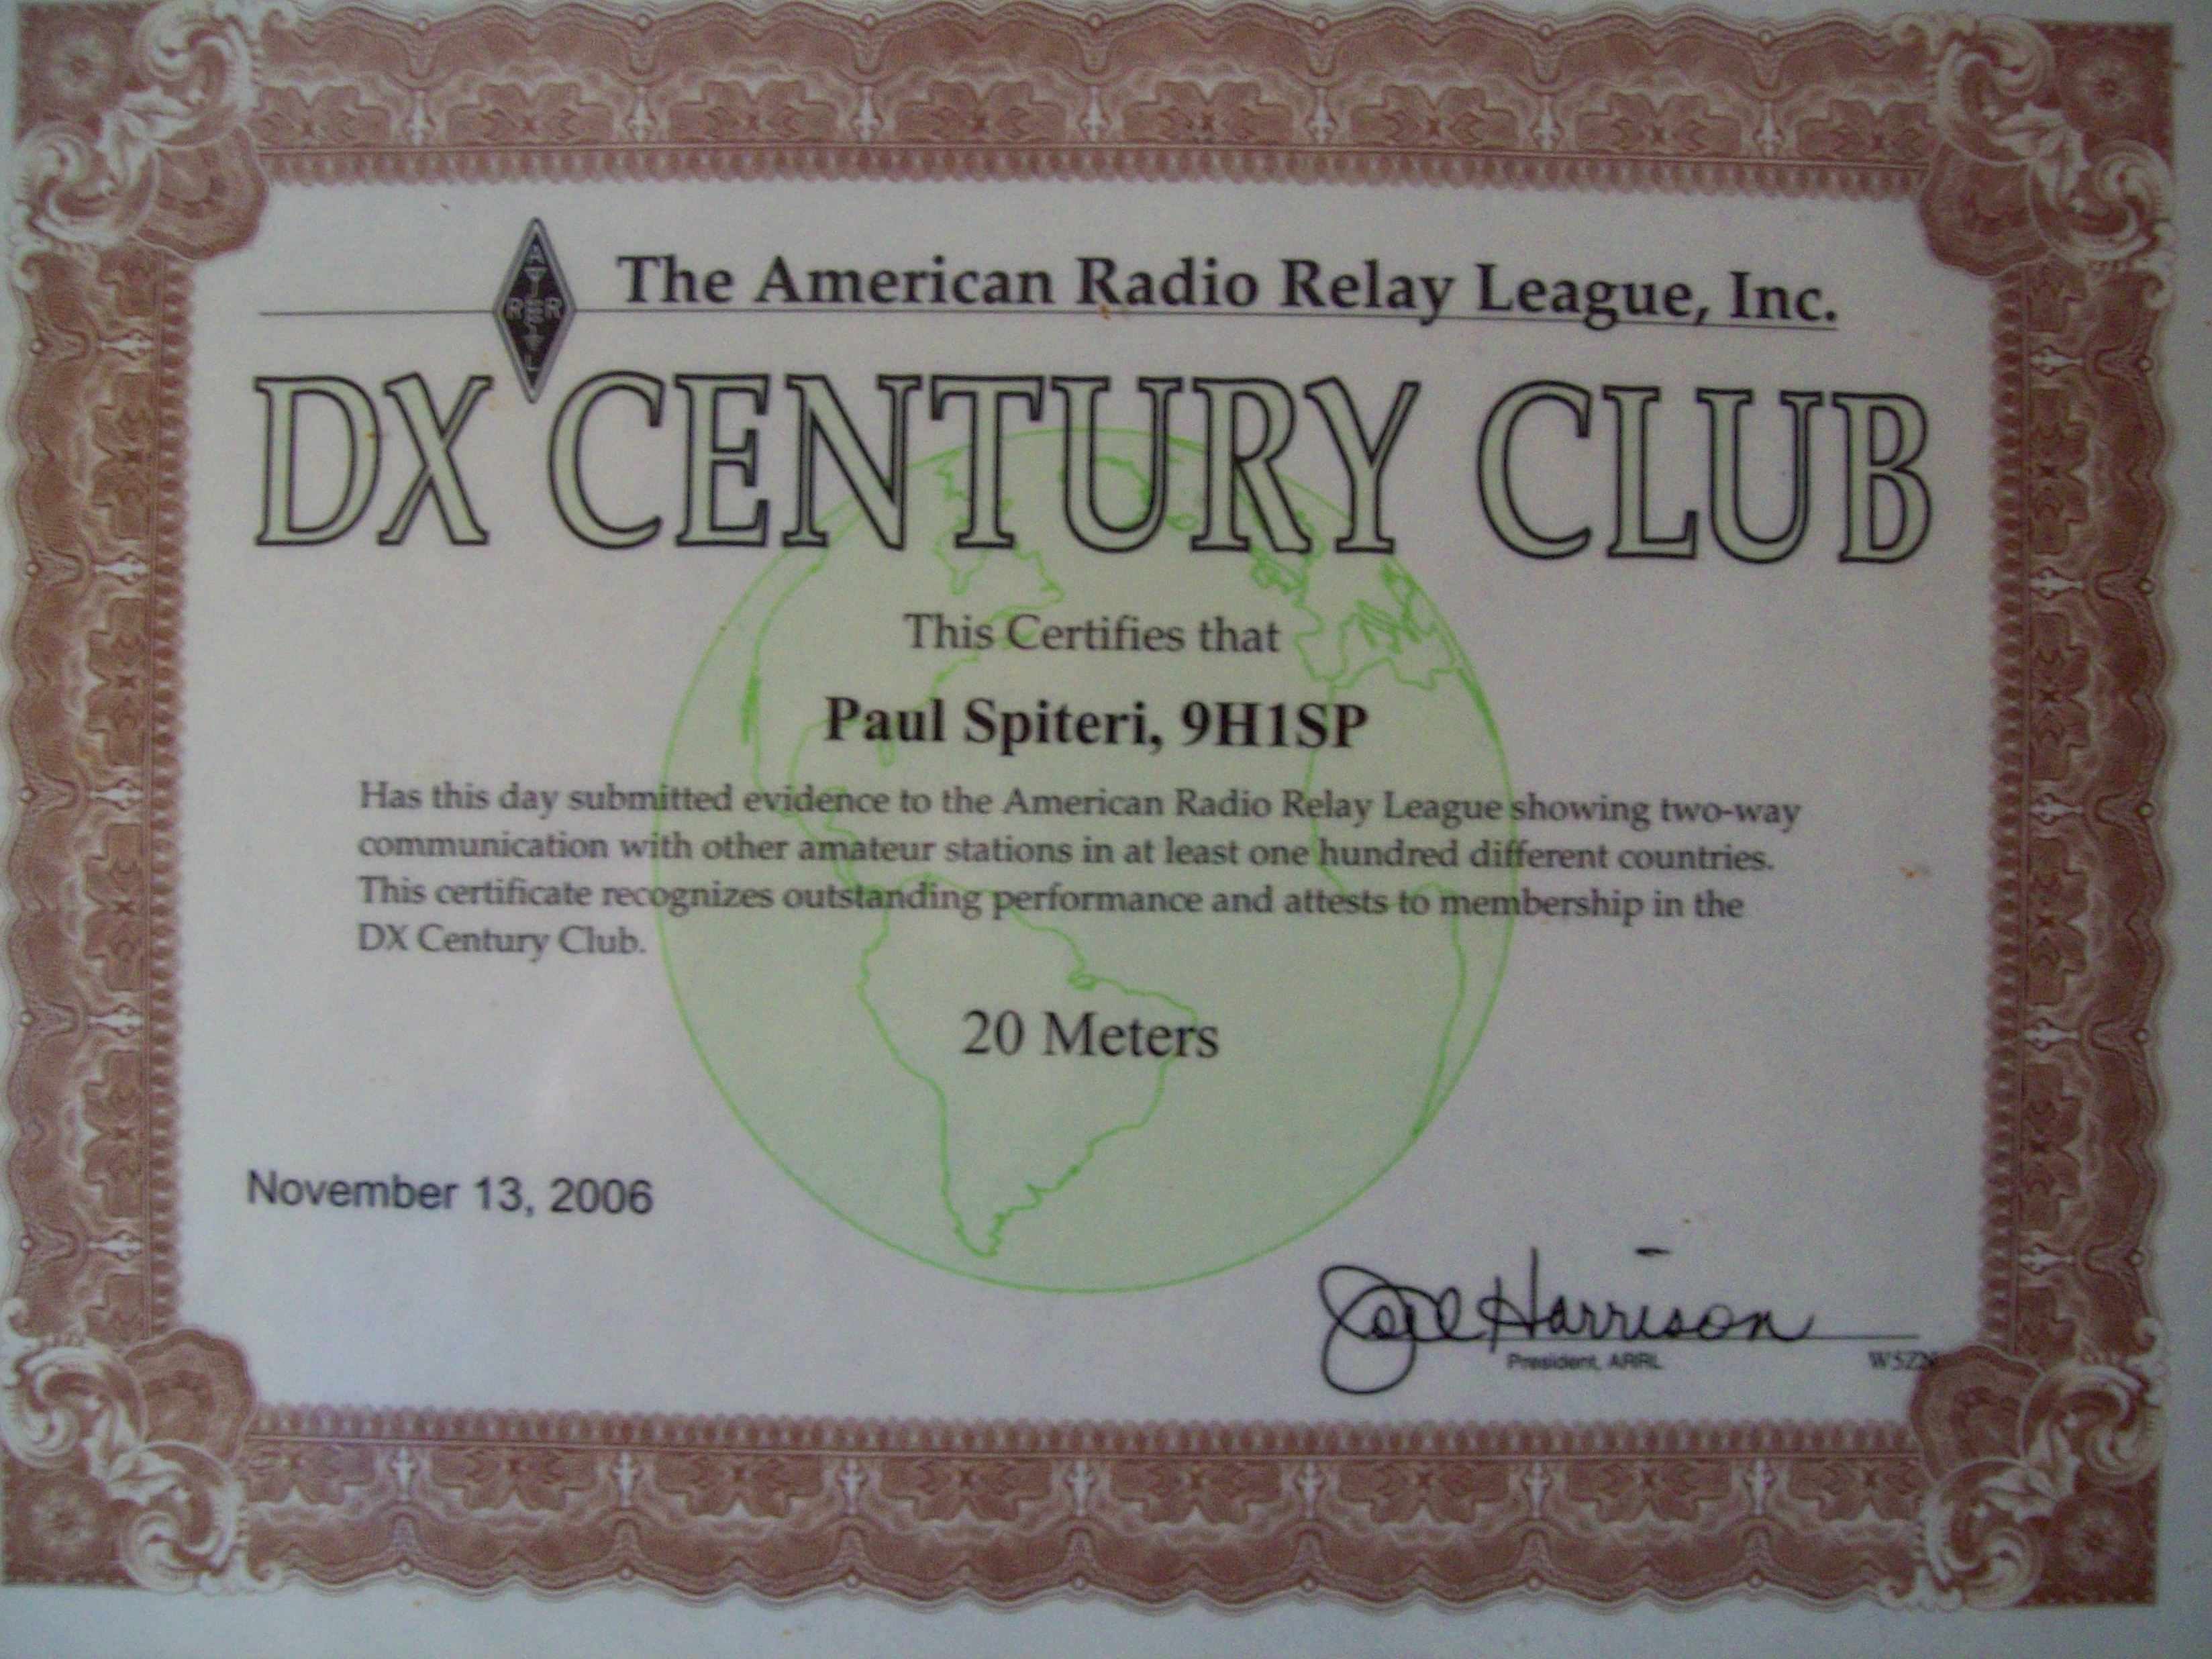 The American Radio Relay League, Inc.
DX CENTURY CLUB
This Certifies that
Paul Spiteri, 9H1SP
Has this day submitted evidence to the American Radio Relay League showing two-way
communication with other amateur stations in at least one hundred different countries.
This certificate recognizes outstanding performance and attests to membership in the
DX Century Club.
20 Meters
November 13, 2006
Joel Harrison
President, ARRL